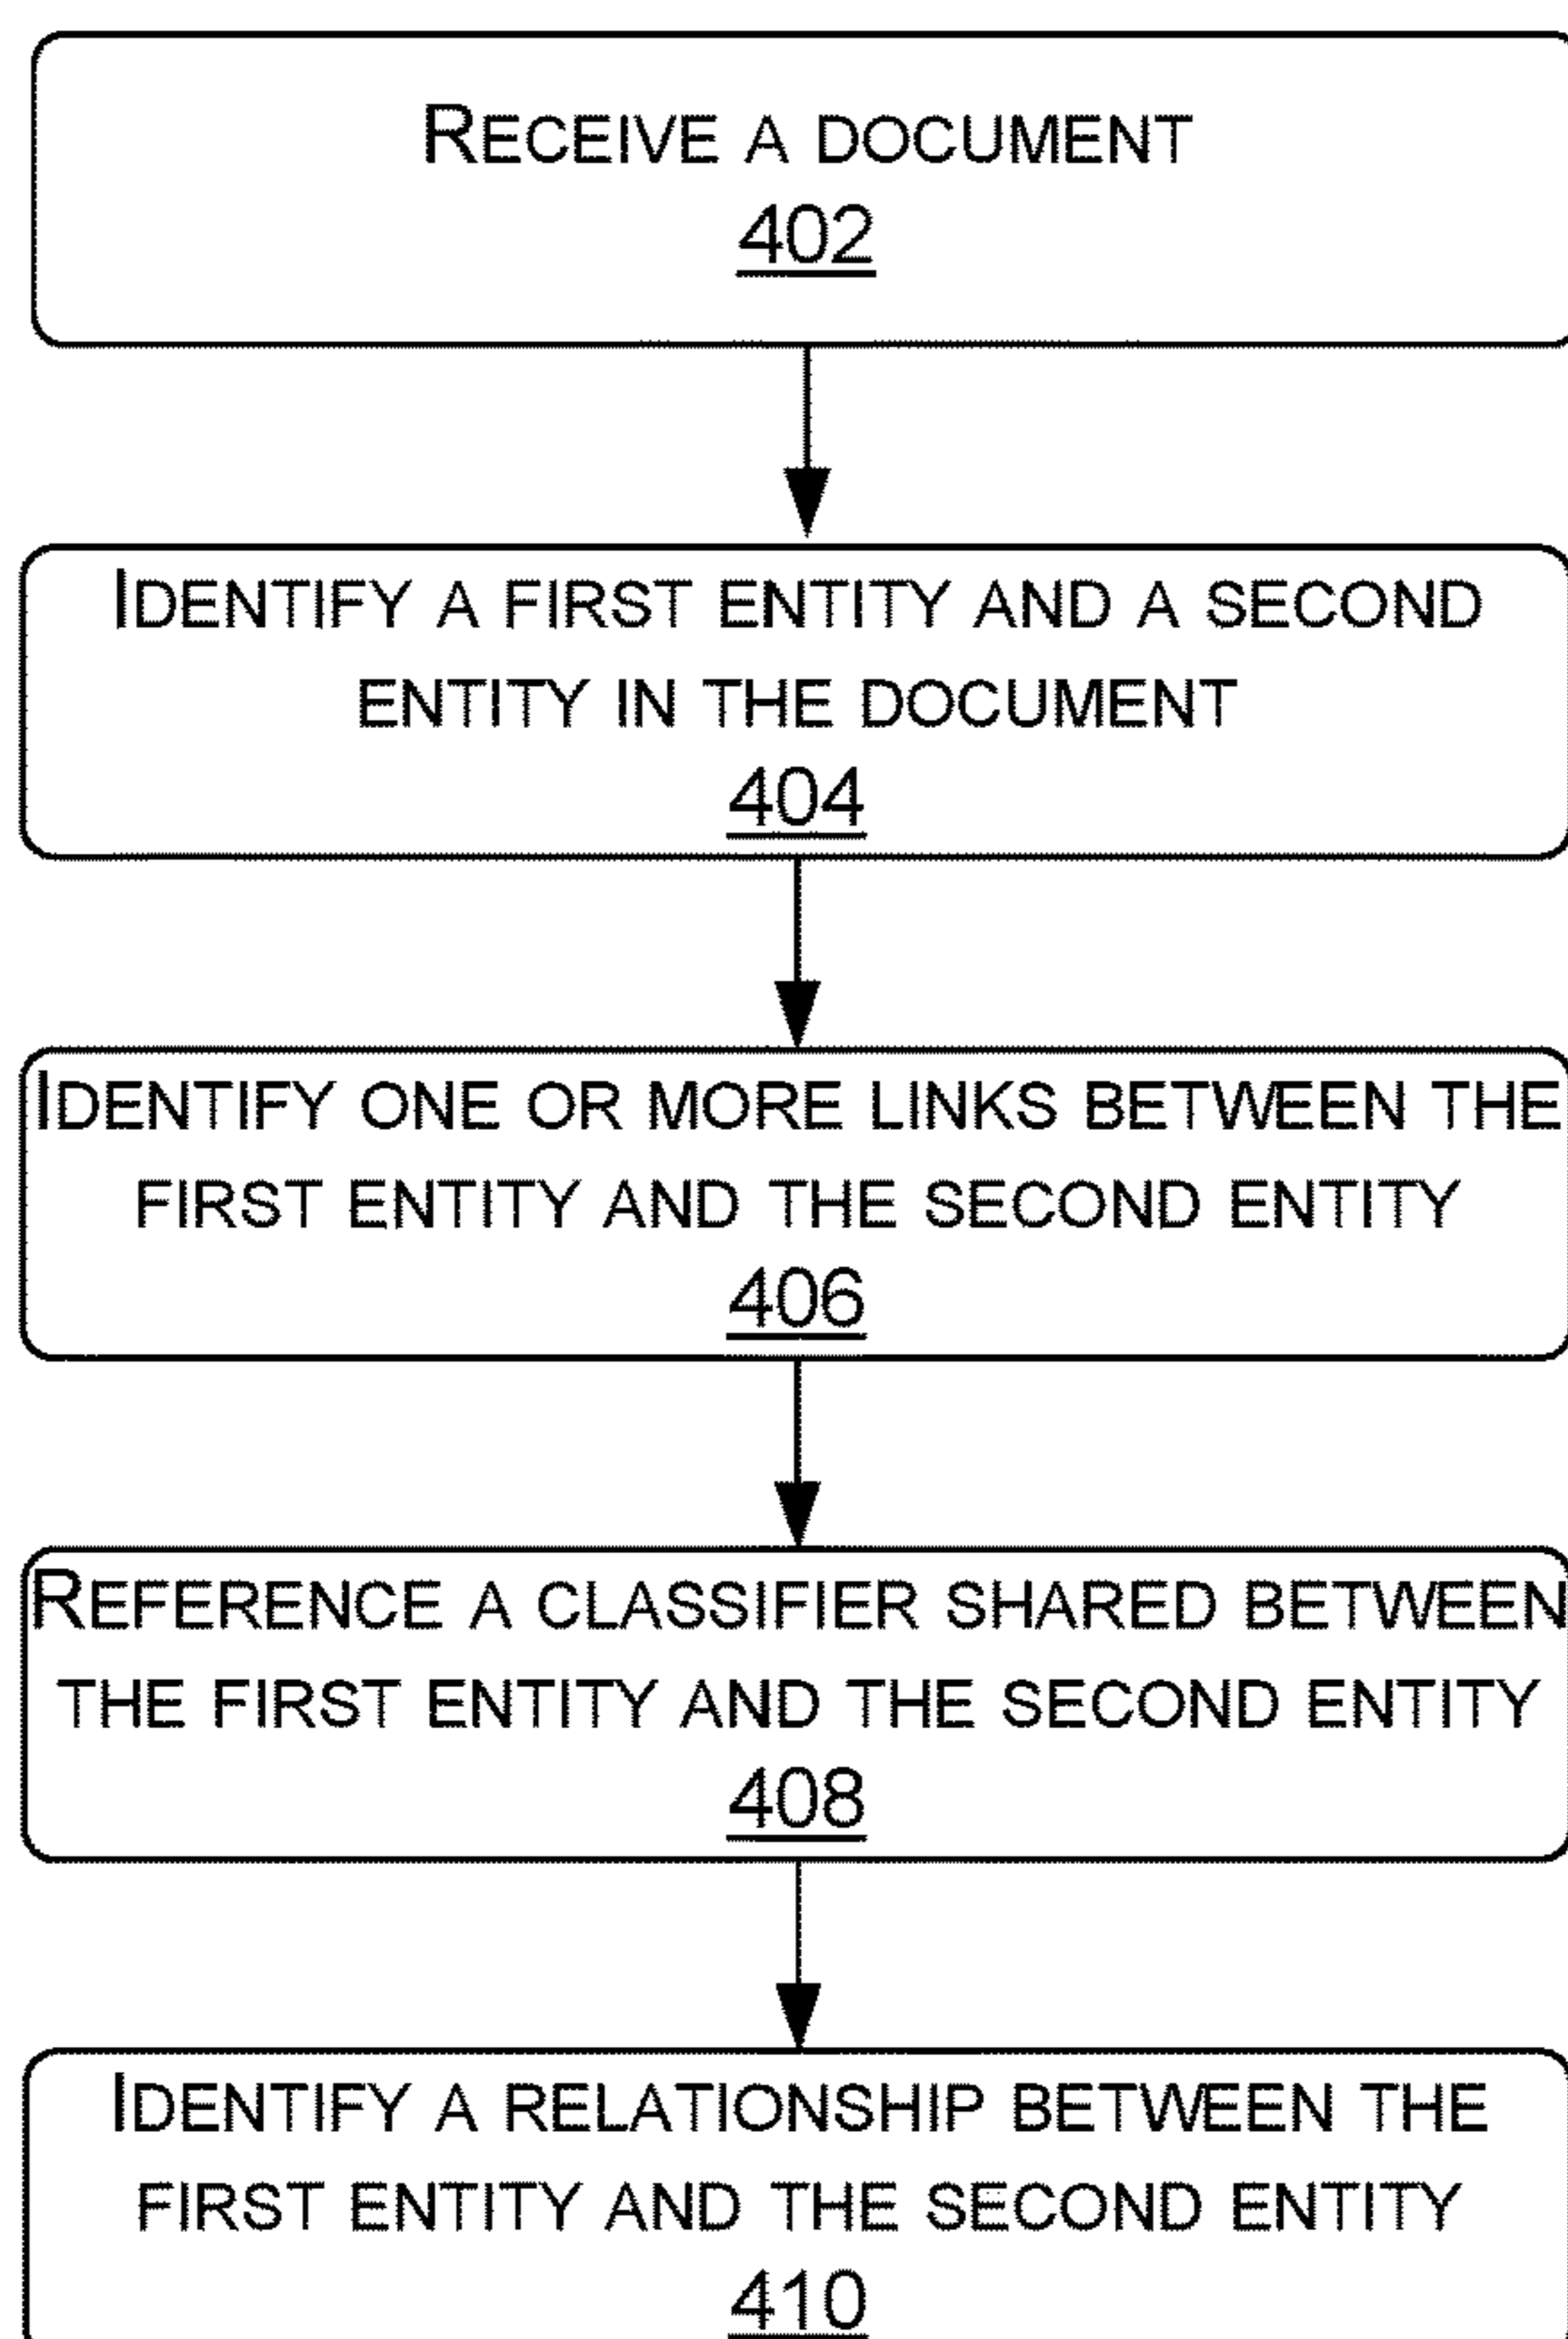 RECEIVE A DOCUMENT
402
IDENTIFY A FIRST ENTITY AND A SECOND
ENTITY IN THE DOCUMENT
404
IDENTIFY ONE OR MORE LINKS BETWEEN THE
FIRST ENTITY AND THE SECOND ENTITY
406
REFERENCE A CLASSIFIER SHARED BETWEEN
THE FIRST ENTITY AND THE SECOND ENTITY
408
IDENTIFY A RELATIONSHIP BETWEEN THE
FIRST ENTITY AND THE SECOND ENTITY
410